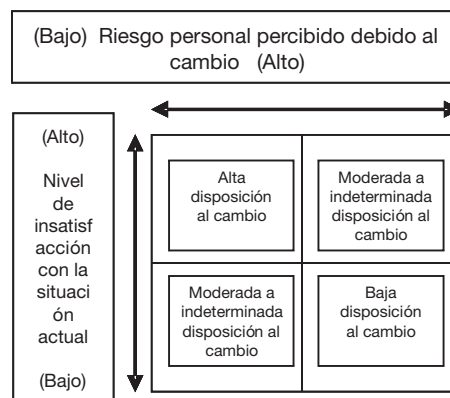 (Bajo) Riesgo personal percibido debido al
cambio (Alto)
(Alto)
Nivel
de
insatisf
acción
con la
situaci
ón
actual
(Bajo)
Alta
disposición
al cambio
Moderada a
indeterminada
disposición al
cambio
Moderada a
indeterminada
disposición al
cambio
Baja
disposición
al cambio